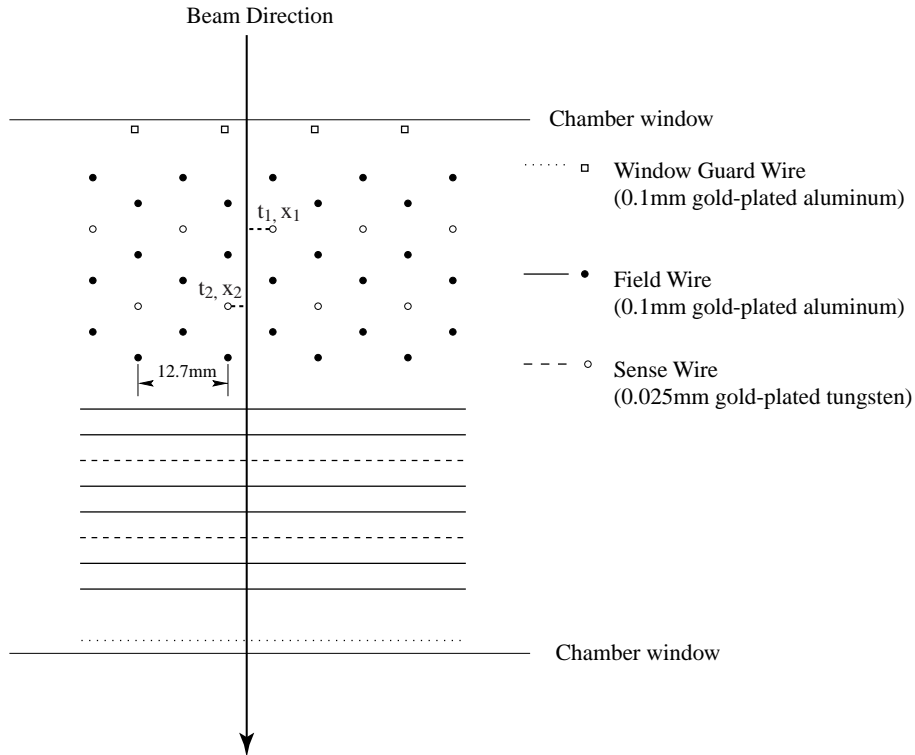 Beam Direction
Chamber window
Window Guard Wire
(0.1mm gold-plated aluminum)
t1, x1
Field Wire
(0.1mm gold-plated aluminum)
t2, x2
12.7mm
Sense Wire
(0.025mm gold-plated tungsten)
Chamber window